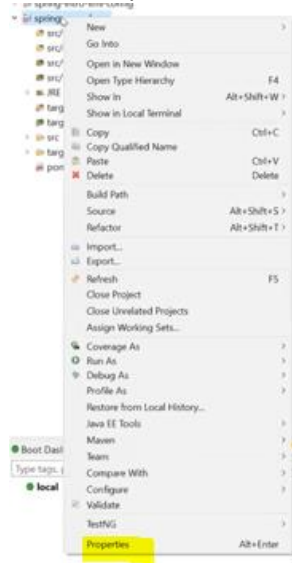 spring
New
src/
Go Into
src/
src/
Open in New Window
src/
Open Type Hierarchy F4
JRE
Show In Alt+Shift+W
targ
Show in Local Terminal
targ
src
Copy Ctrl+C
targ
Copy Qualified Name
pon
Paste Ctrl+V
Delete Delete
Build Path
Source Alt+Shift+S
Refactor Alt+Shift+T
Import...
Export...
Refresh F5
Close Project
Close Unrelated Projects
Assign Working Sets...
Coverage As
Run As
Debug As
Profile As
Restore from Local History...
Java EE Tools
Boot Dash
Maven
Team
Type tags,
Compare With
local
Configure
Validate
TestNG
Properties Alt+Enter